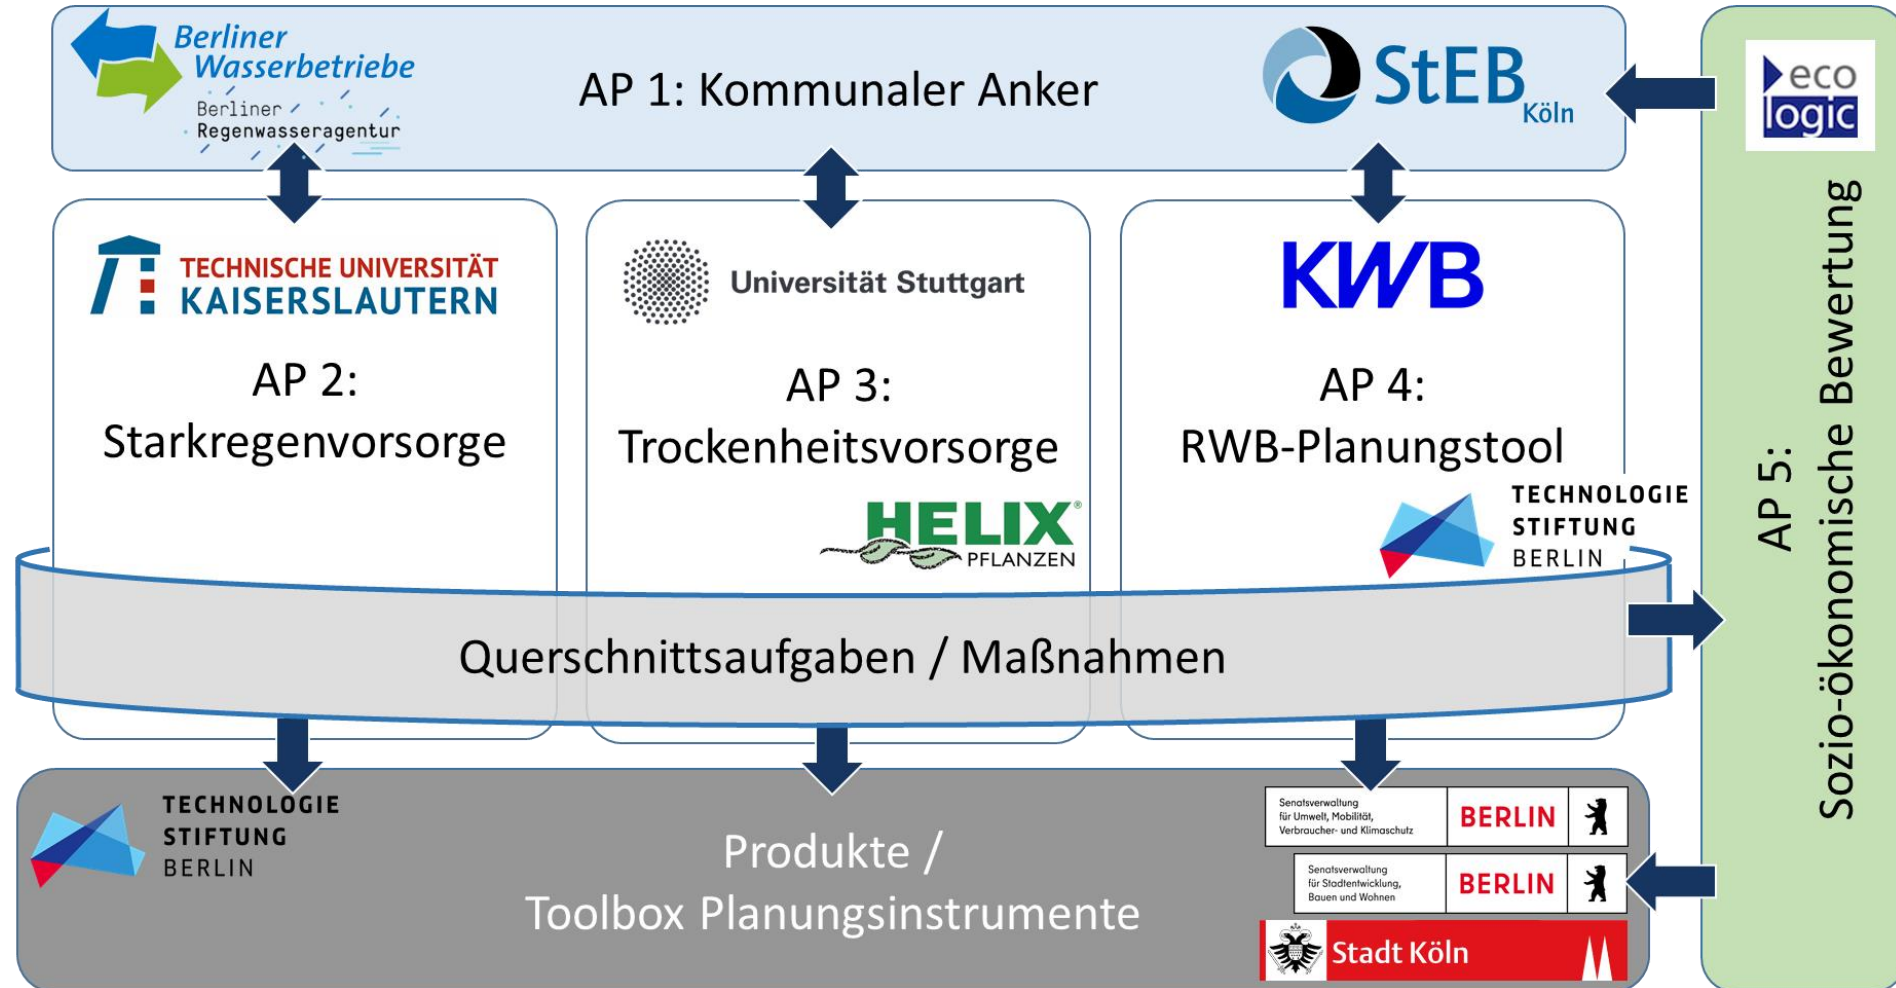 Berliner
Wasserbetriebe
Berliner
Regenwasseragentur
AP 1: Kommunaler Anker
StEB
Köln
eco
logic
TECHNISCHE UNIVERSITÄT
KAISERSLAUTERN
AP 2:
Starkregenvorsorge
Universität Stuttgart
AP 3:
Trockenheitsvorsorge
HELIX®
PFLANZEN
KWB
AP 4:
RWB-Planungstool
TECHNOLOGIE
STIFTUNG
BERLIN
AP 5:
Sozio-ökonomische Bewertung
Querschnittsaufgaben / Maßnahmen
TECHNOLOGIE
STIFTUNG
BERLIN
Produkte /
Toolbox Planungsinstrumente
Senatsverwaltung
für Umwelt, Mobilität,
Verbraucher- und Klimaschutz
BERLIN
Senatsverwaltung
für Stadtentwicklung,
Bauen und Wohnen
BERLIN
Stadt Köln